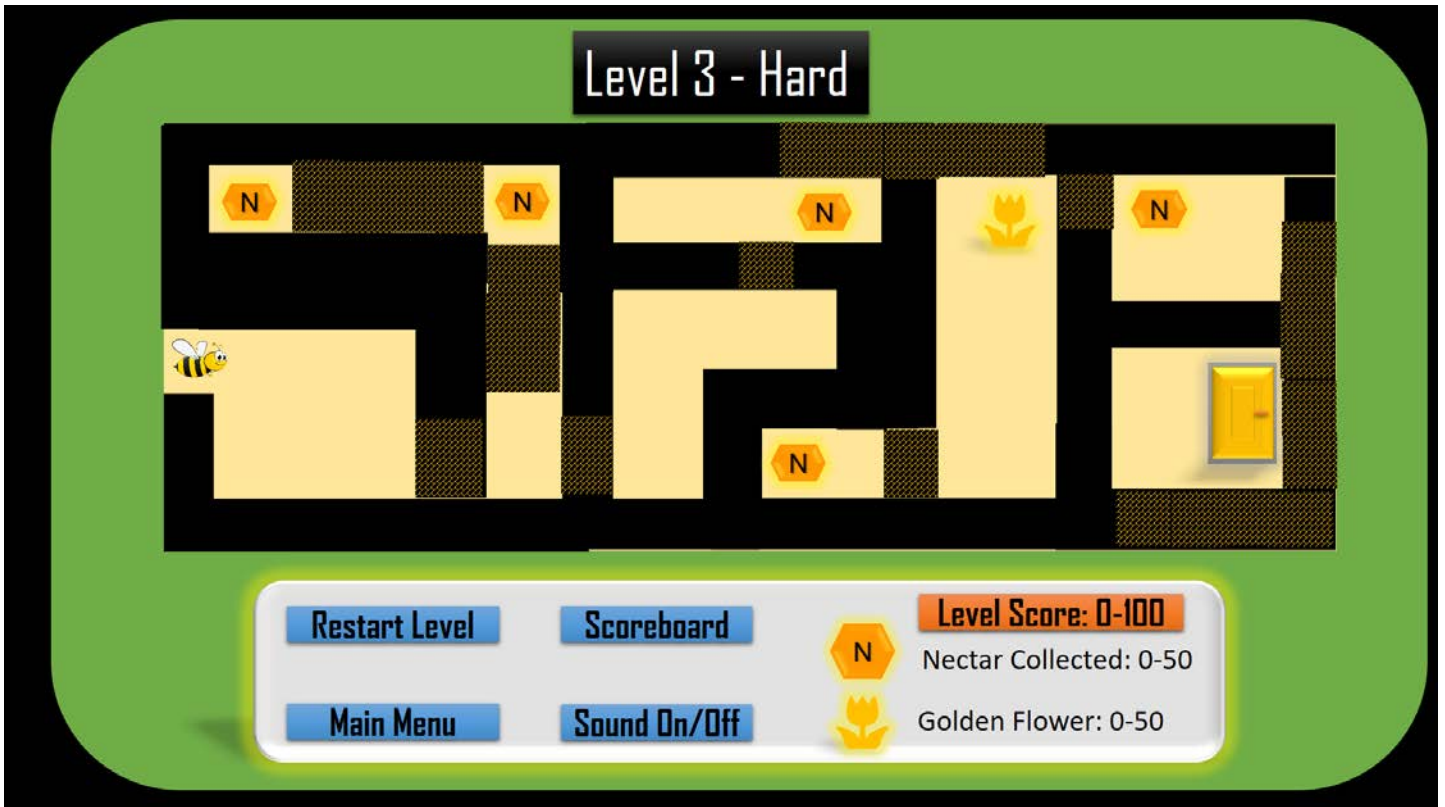 Level 3 - Hard
N
N
N
N
N
Restart Level
Scoreboard
N
Level Score: 0-100
Nectar Collected: 0-50
Main Menu
Sound On/Off
Golden Flower: 0-50